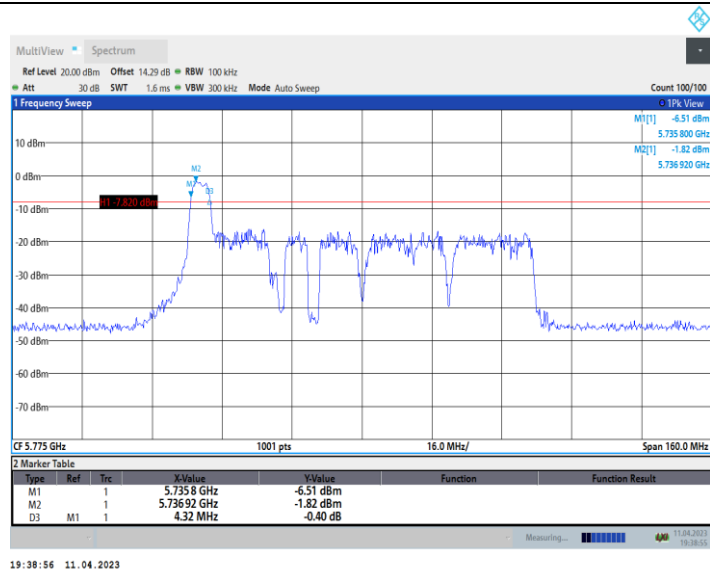 MultiView Spectrum
Ref Level 20.00 dBm Offset 14.29 dB RBW 100 kHz
Att 30 dB SWT 1.6 ms VBW 300 kHz Mode Auto Sweep Count 100/100
1 Frequency Sweep 1Pk View
M1[1] -6.51 dBm
5.735 800 GHz
M2[1] -1.82 dBm
5.736 920 GHz
10 dBm
M2
0 dBm
M1 D3
H1 -7.820 dBm
-10 dBm
-20 dBm
-30 dBm
-40 dBm
-50 dBm
-60 dBm
-70 dBm
CF 5.775 GHz 1001 pts 16.0 MHz/ Span 160.0 MHz
2 Marker Table
Type Ref Trc X-Value Y-Value Function Function Result
M1 1 5.7358 GHz -6.51 dBm
M2 1 5.73692 GHz -1.82 dBm
D3 M1 1 4.32 MHz -0.40 dB
Measuring... 11.04.2023
19:38:55
19:38:56 11.04.2023